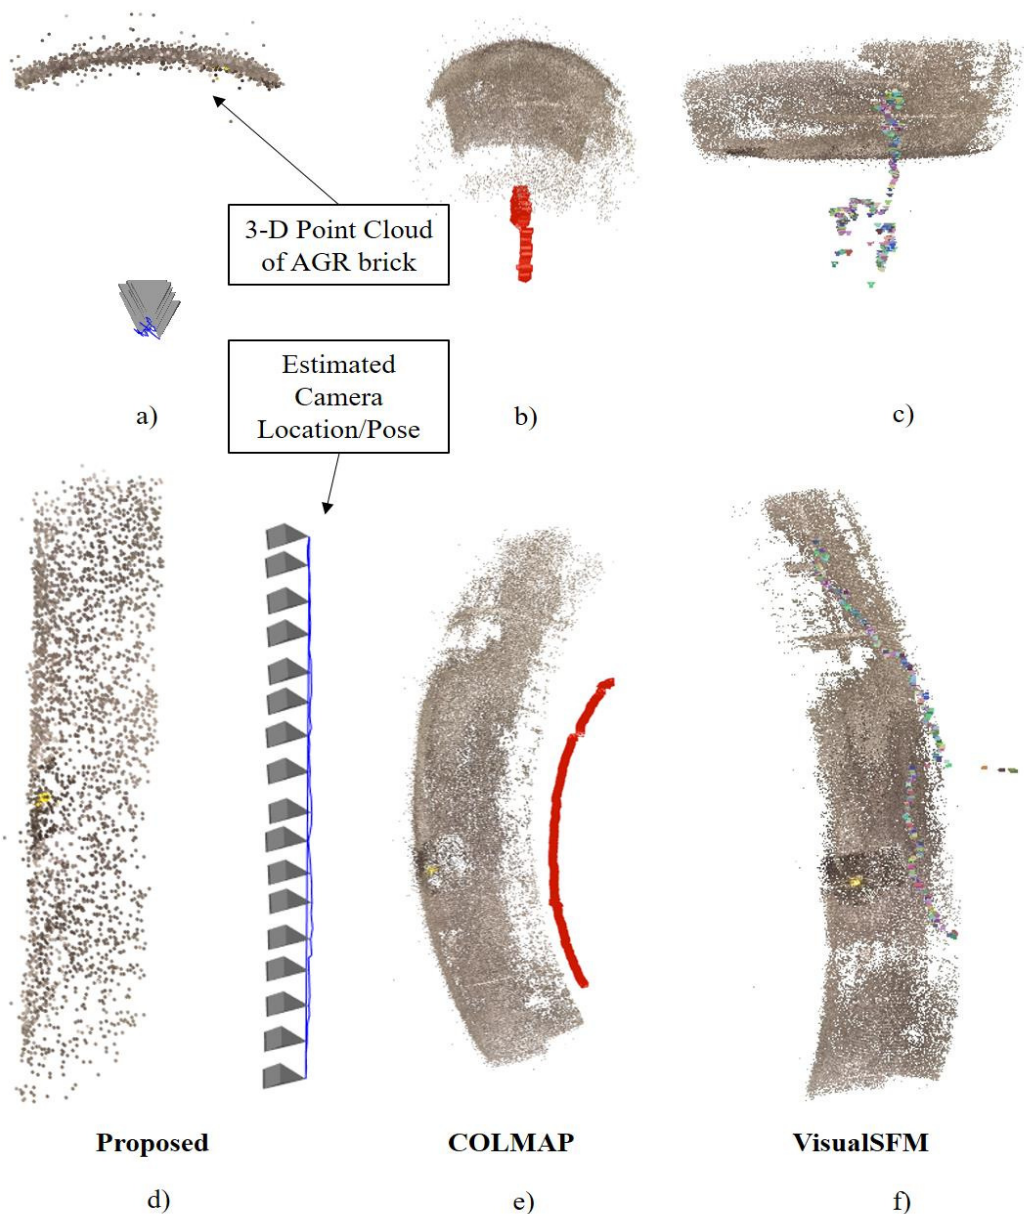 3-D Point Cloud
of AGR brick
Estimated
Camera
Location/Pose
a)
b)
c)
Proposed
COLMAP
VisualSFM
d)
e)
f)